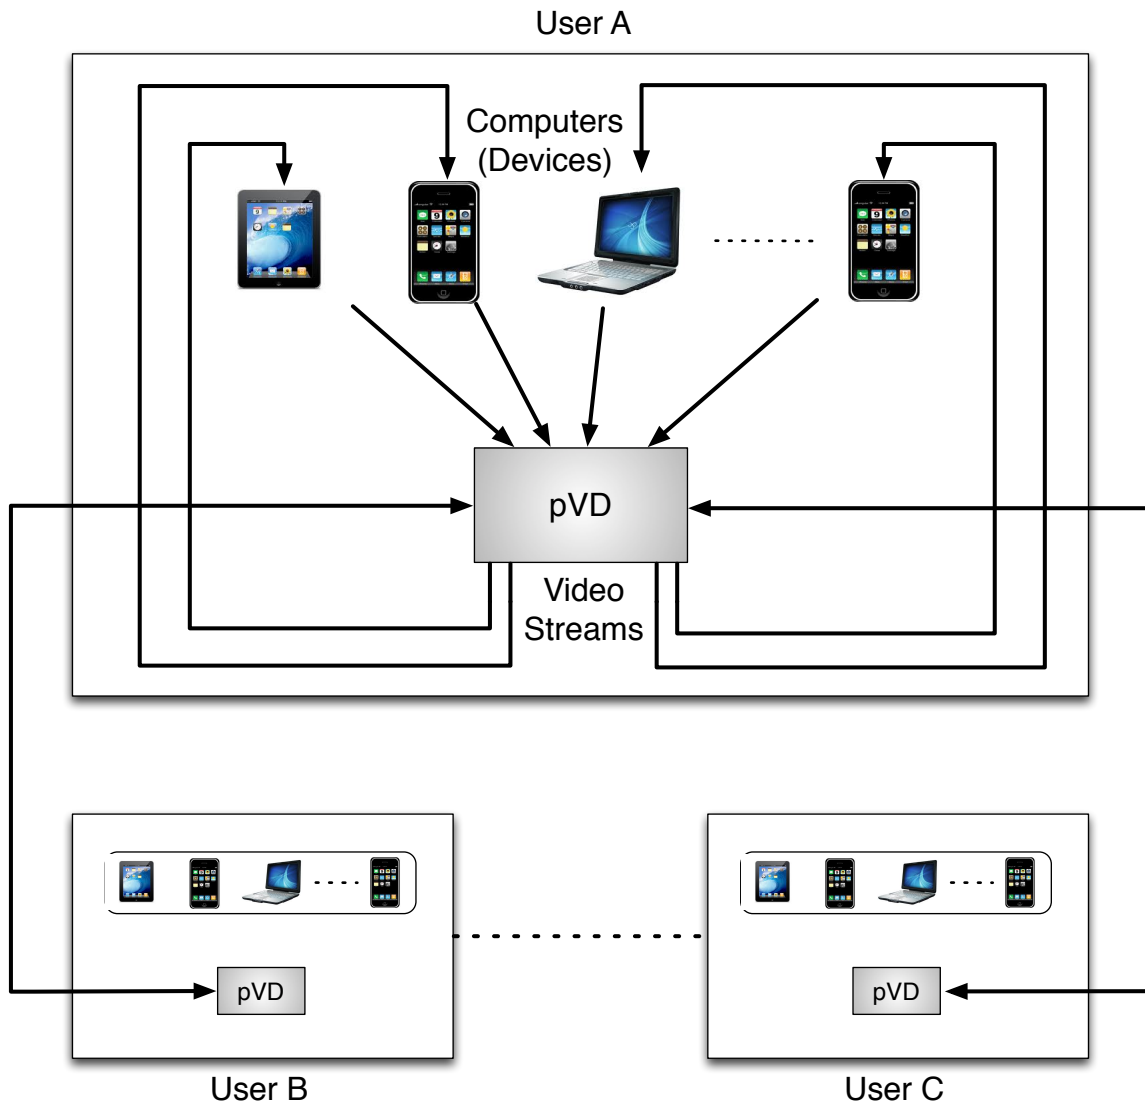 User A
Computers
(Devices)
pVD
Video
Streams
pVD
pVD
User B
User C